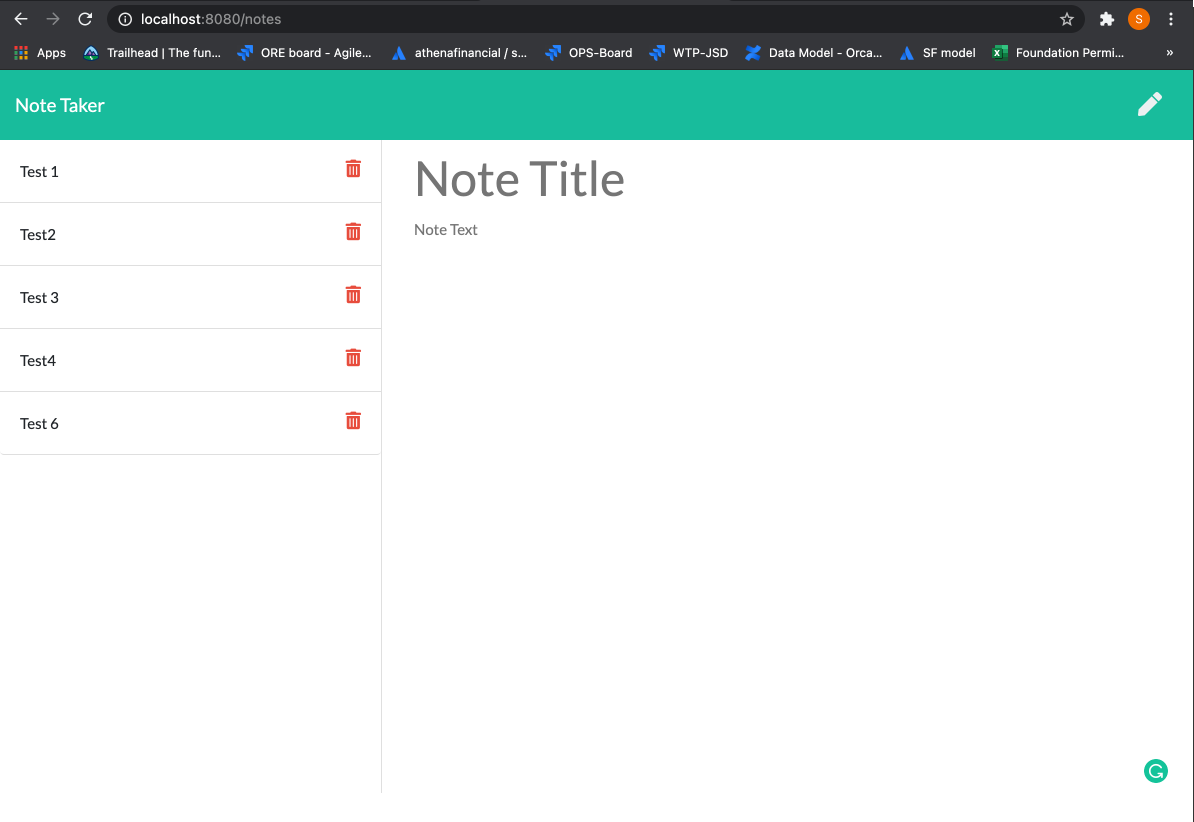 localhost:8080/notes
S
Apps Trailhead | The fun... ORE board - Agile... athenafinancial / s... OPS-Board WTP-JSD Data Model - Orca... SF model Foundation Permi... »
Note Taker
Test 1
Test2
Test 3
Test4
Test 6
Note Title
Note Text